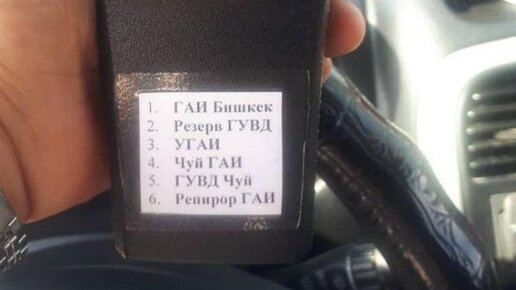 1. ГАИ Бишкек
2. Резерв ГУВД
3. УГАИ
4. Чуй ГАИ
5. ГУВД Чуй
6. Репирор ГАИ